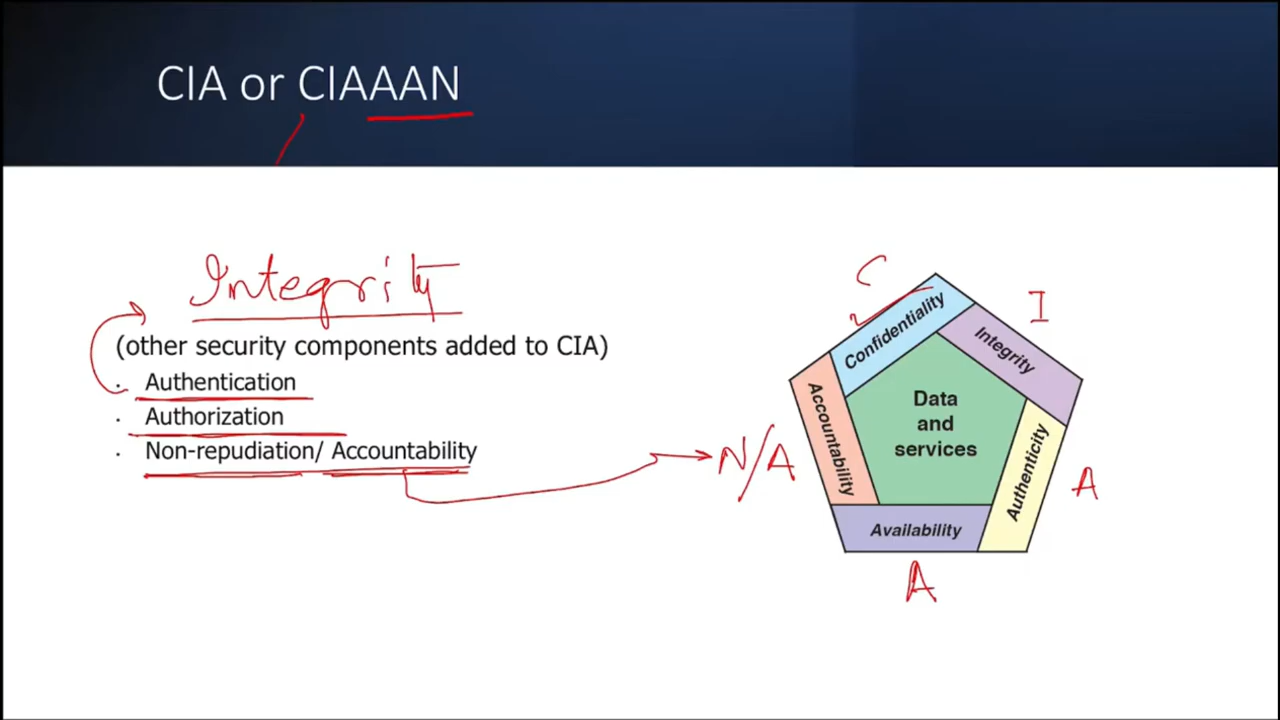 CIA or CIAAAN
Integrity
(other security components added to CIA)
· Authentication
· Authorization
· Non-repudiation/ Accountability
C
I
Confidentiality
Integrity
Accountability
Data
and
services
Authenticity
N/A
A
Availability
A